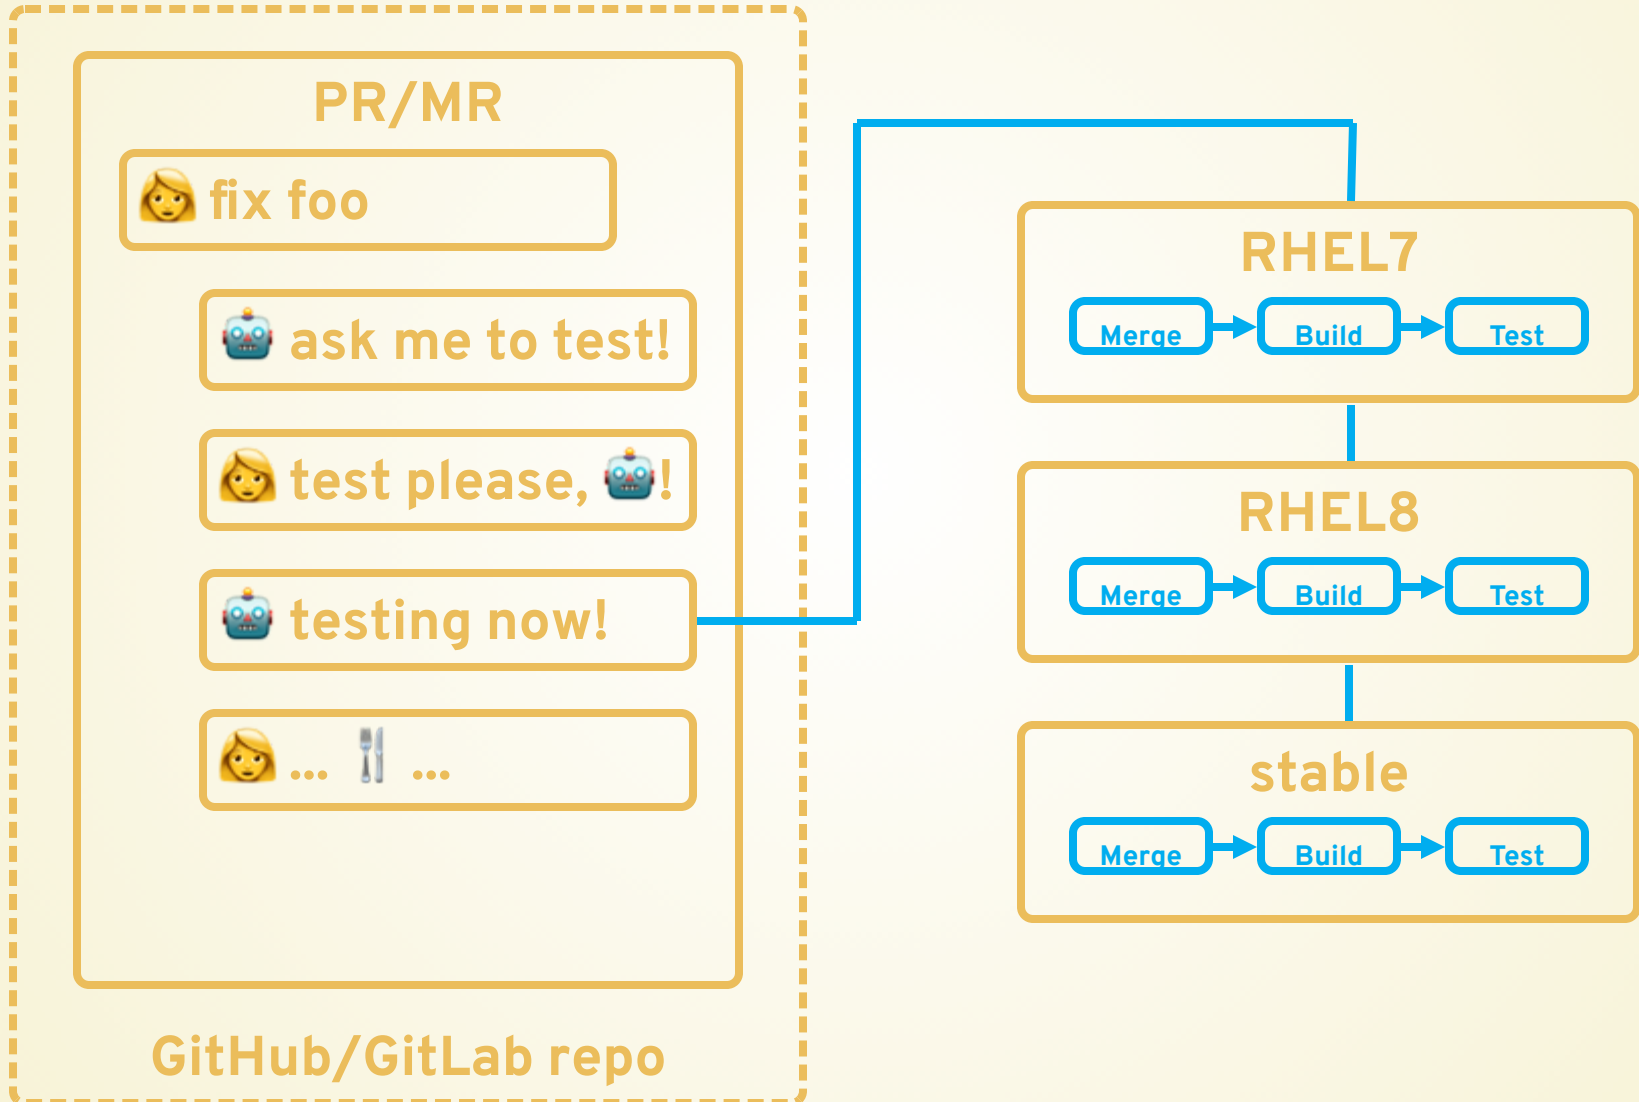 PR/MR
fix foo
ask me to test!
test please, 🤖!
testing now!
... 🍴 ...
GitHub/GitLab repo
RHEL7
Merge Build Test
RHEL8
Merge Build Test
stable
Merge Build Test